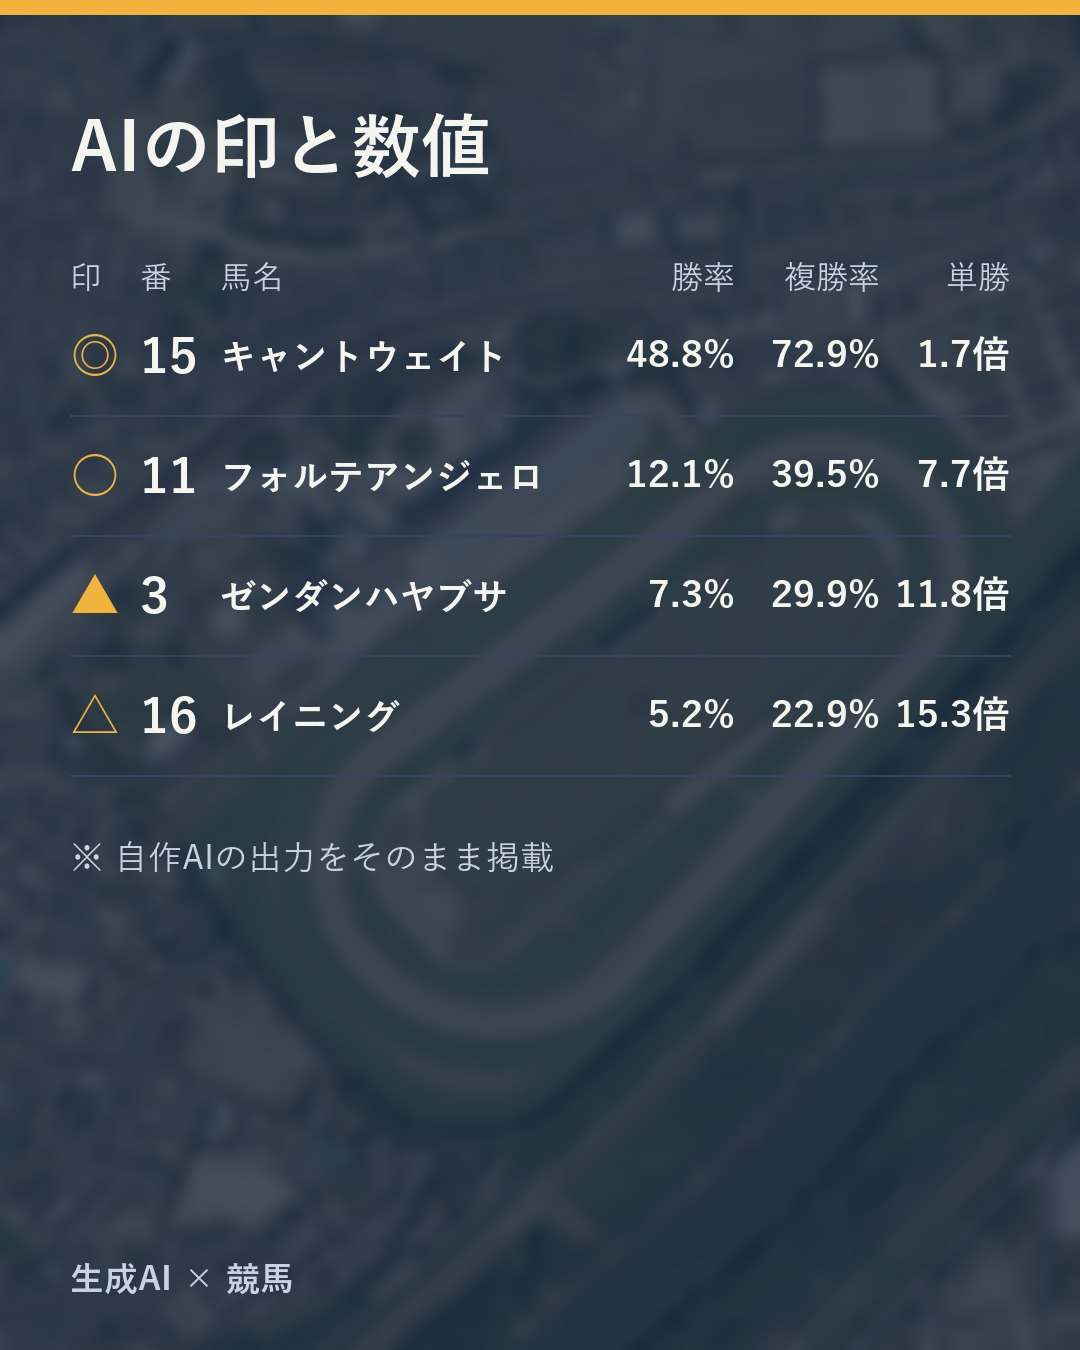 AIの印と数値
印 番 馬名 勝率 複勝率 単勝
◎ 15 キャントウェイト 48.8% 72.9% 1.7倍
○ 11 フォルテアンジェロ 12.1% 39.5% 7.7倍
▲ 3 ゼンダンハヤブサ 7.3% 29.9% 11.8倍
△ 16 レイニング 5.2% 22.9% 15.3倍
※ 自作AIの出力をそのまま掲載
生成AI × 競馬